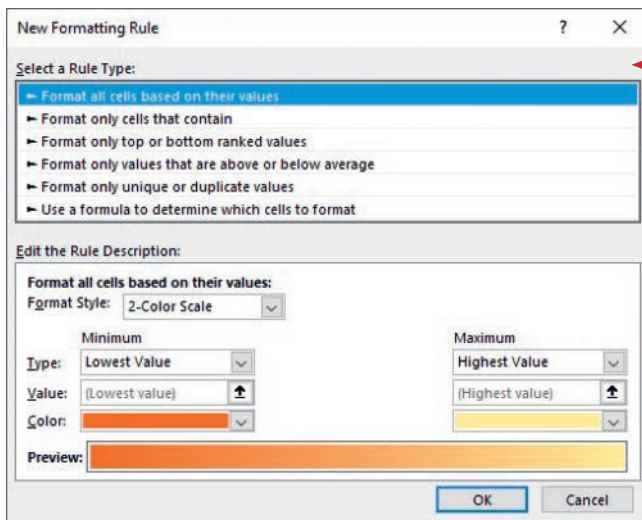 New Formatting Rule ? ×
Select a Rule Type:
► Format all cells based on their values
► Format only cells that contain
► Format only top or bottom ranked values
► Format only values that are above or below average
► Format only unique or duplicate values
► Use a formula to determine which cells to format
Edit the Rule Description:
Format all cells based on their values:
Format Style: 2-Color Scale
Minimum Maximum
Type: Lowest Value Highest Value
Value: (Lowest value) (Highest value)
Color:
Preview:
OK Cancel